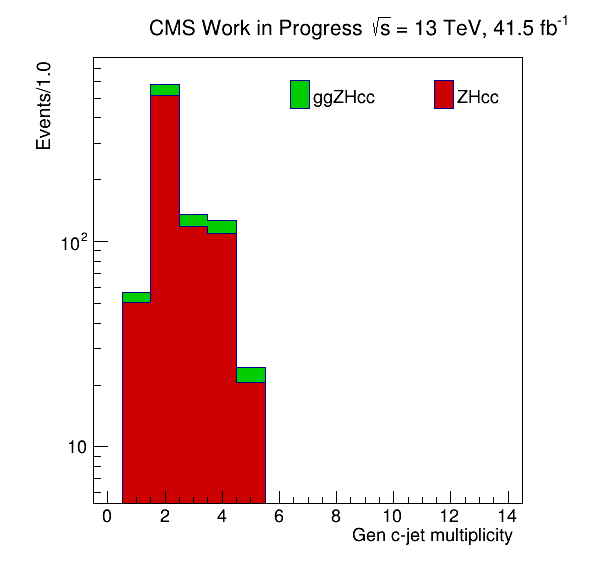 CMS Work in Progress √s = 13 TeV, 41.5 fb⁻¹
Events/1.0
ggZHcc ZHcc
10²
10
0 2 4 6 8 10 12 14
Gen c-jet multiplicity